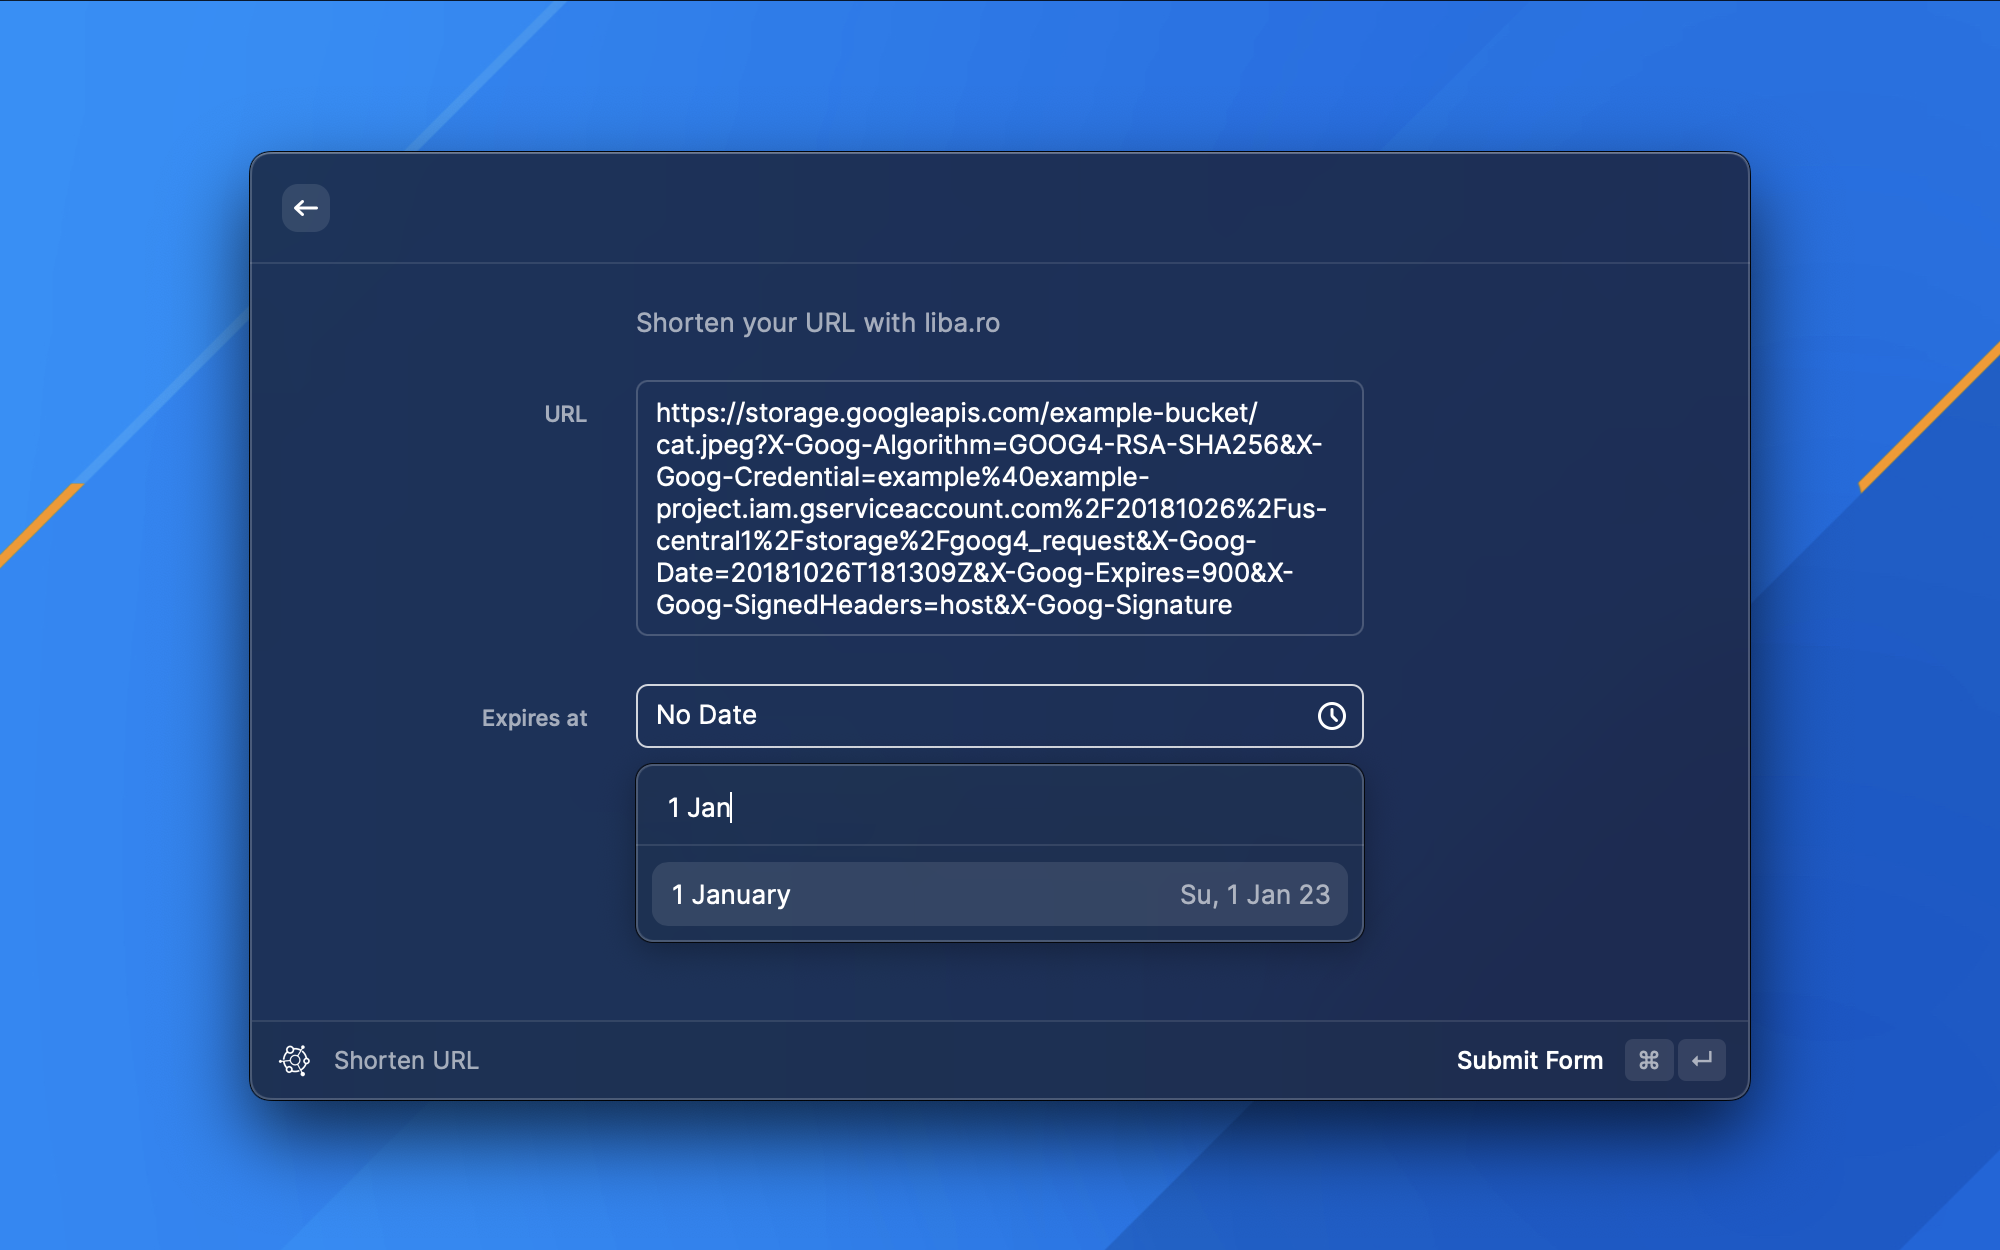 Shorten your URL with liba.ro
URL
https://storage.googleapis.com/example-bucket/
cat.jpeg?X-Goog-Algorithm=GOOG4-RSA-SHA256&X-
Goog-Credential=example%40example-
project.iam.gserviceaccount.com%2F20181026%2Fus-
central1%2Fstorage%2Fgoog4_request&X-Goog-
Date=20181026T181309Z&X-Goog-Expires=900&X-
Goog-SignedHeaders=host&X-Goog-Signature
Expires at
No Date
1 Jan
1 January Su, 1 Jan 23
Shorten URL
Submit Form ⌘ ↵